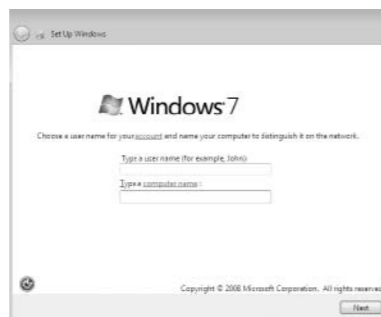 Set Up Windows
Windows 7
Choose a user name for your account and name your computer to distinguish it on the network.
Type a user name (for example, John):
Type a computer name :
Copyright © 2008 Microsoft Corporation. All rights reserved
Next